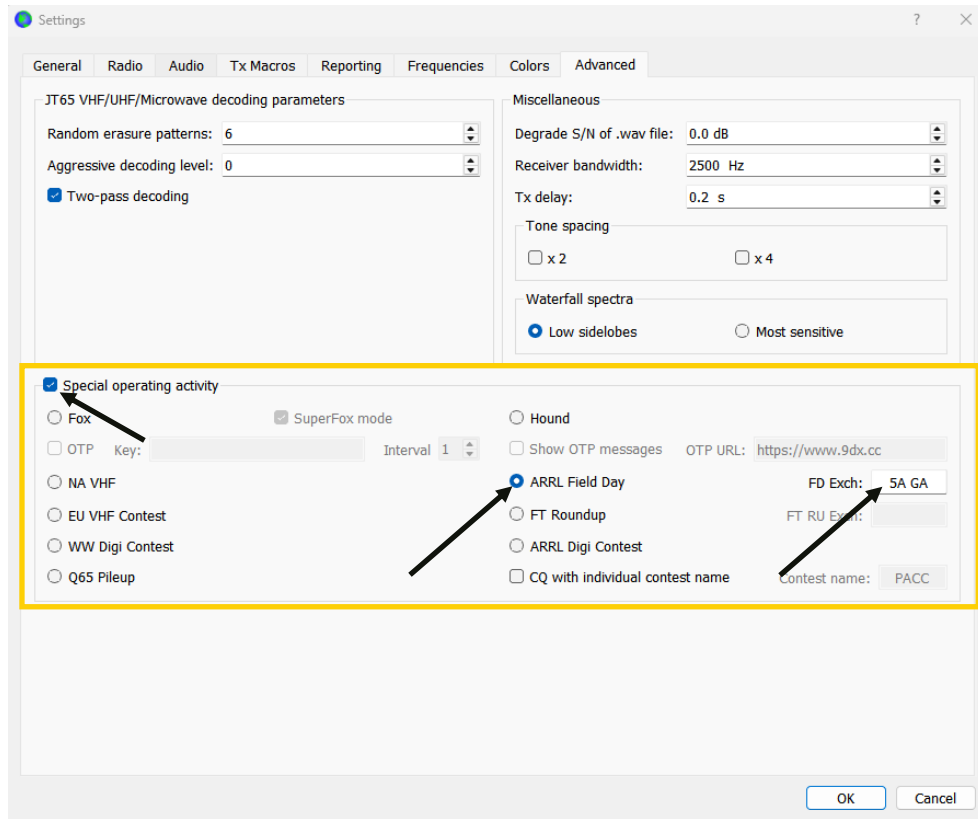 Settings
General Radio Audio Tx Macros Reporting Frequencies Colors Advanced
JT65 VHF/UHF/Microwave decoding parameters
Random erasure patterns: 6
Aggressive decoding level: 0
Two-pass decoding
Miscellaneous
Degrade S/N of .wav file: 0.0 dB
Receiver bandwidth: 2500 Hz
Tx delay: 0.2 s
Tone spacing
x 2 x 4
Waterfall spectra
Low sidelobes Most sensitive
Special operating activity
Fox SuperFox mode Hound
OTP Key: Interval 1 Show OTP messages OTP URL: https://www.9dx.cc
NA VHF ARRL Field Day FD Exch: 5A GA
EU VHF Contest FT Roundup FT RU Exch:
WW Digi Contest ARRL Digi Contest
Q65 Pileup CQ with individual contest name Contest name: PACC
OK Cancel